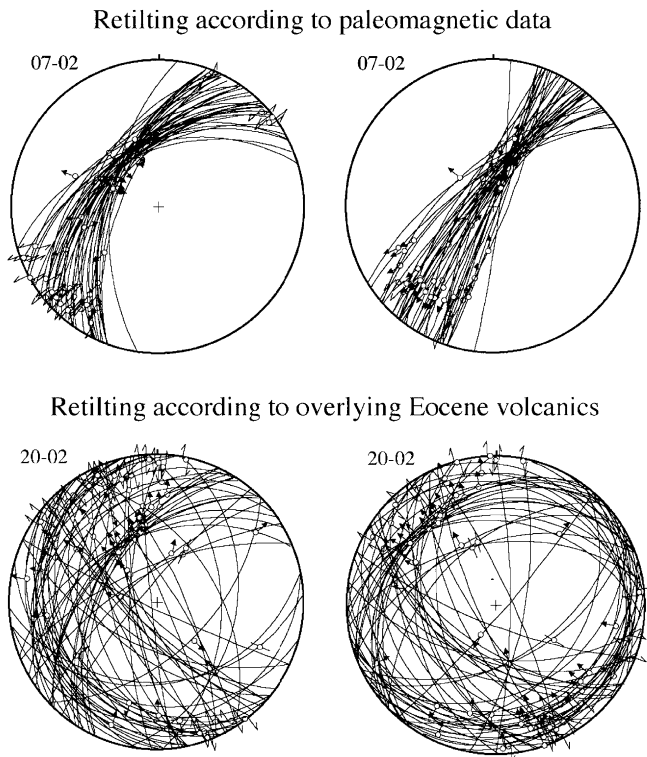 Retilting according to paleomagnetic data
07-02 07-02
Retilting according to overlying Eocene volcanics
20-02 20-02